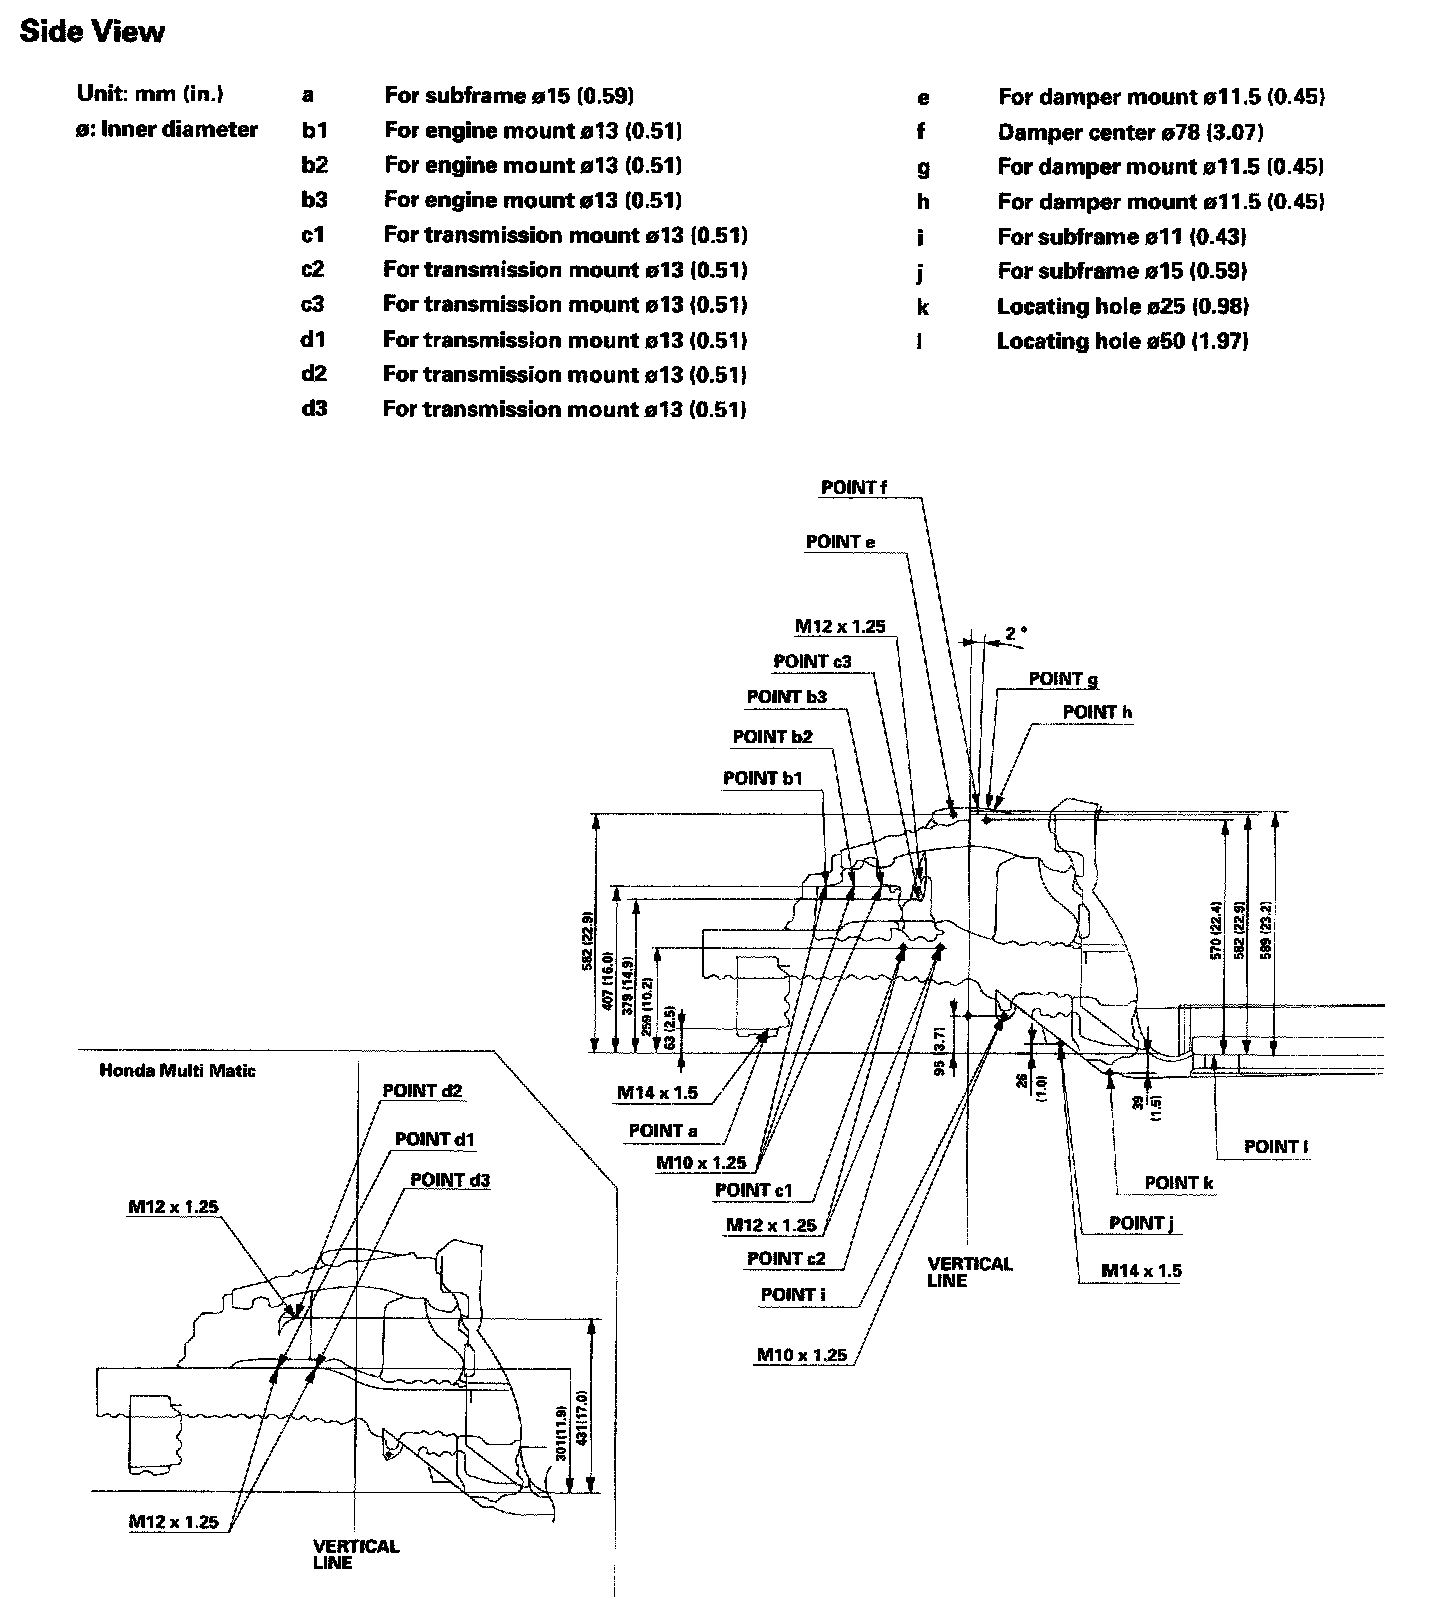 Side View
Unit: mm (in.)
ø: Inner diameter
a For subframe ø15 (0.59)
b1 For engine mount ø13 (0.51)
b2 For engine mount ø13 (0.51)
b3 For engine mount ø13 (0.51)
c1 For transmission mount ø13 (0.51)
c2 For transmission mount ø13 (0.51)
c3 For transmission mount ø13 (0.51)
d1 For transmission mount ø13 (0.51)
d2 For transmission mount ø13 (0.51)
d3 For transmission mount ø13 (0.51)
e For damper mount ø11.5 (0.45)
f Damper center ø78 (3.07)
g For damper mount ø11.5 (0.45)
h For damper mount ø11.5 (0.45)
i For subframe ø11 (0.43)
j For subframe ø15 (0.59)
k Locating hole ø25 (0.98)
l Locating hole ø50 (1.97)
POINT f
POINT e
M12 x 1.25
2°
POINT c3
POINT g
POINT b3
POINT h
POINT b2
POINT b1
582 (22.9)
407 (16.0)
379 (14.9)
259 (10.2)
63 (2.5)
570 (22.4)
582 (22.9)
589 (23.2)
95 (3.7)
26
(1.0)
39
(1.5)
M14 x 1.5
POINT a
M10 x 1.25
POINT c1
M12 x 1.25
POINT c2
POINT i
M10 x 1.25
VERTICAL
LINE
POINT l
POINT k
POINT j
M14 x 1.5
Honda Multi Matic
POINT d2
POINT d1
POINT d3
M12 x 1.25
301 (11.9)
431 (17.0)
M12 x 1.25
VERTICAL
LINE